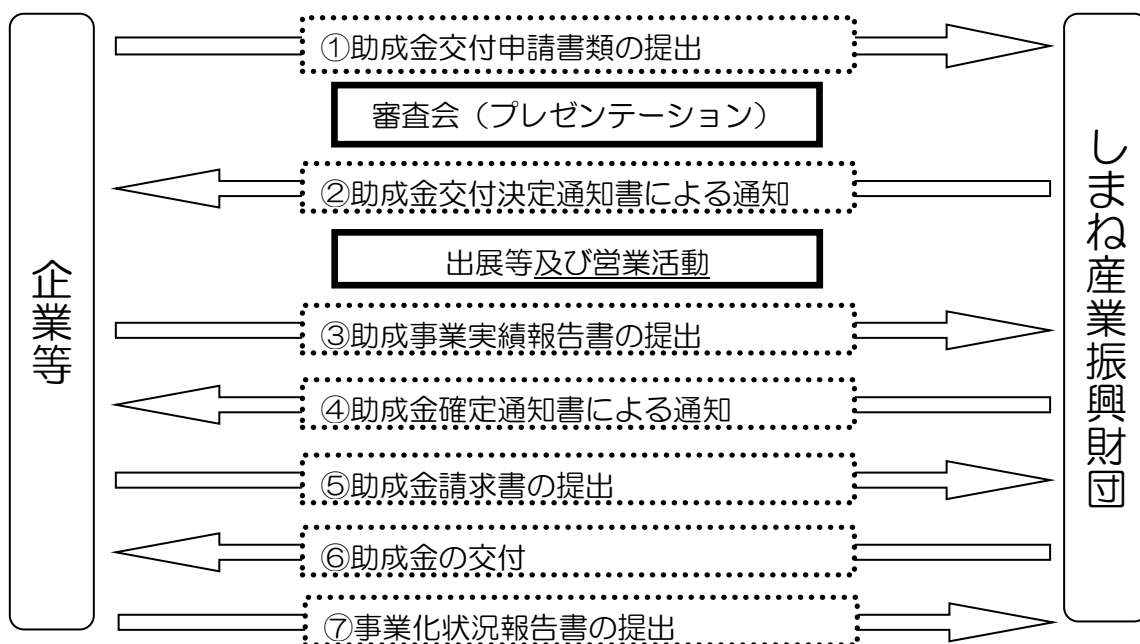 企業等
①助成金交付申請書類の提出
審査会（プレゼンテーション）
②助成金交付決定通知書による通知
出展等及び営業活動
③助成事業実績報告書の提出
④助成金確定通知書による通知
⑤助成金請求書の提出
⑥助成金の交付
⑦事業化状況報告書の提出
しまね産業振興財団